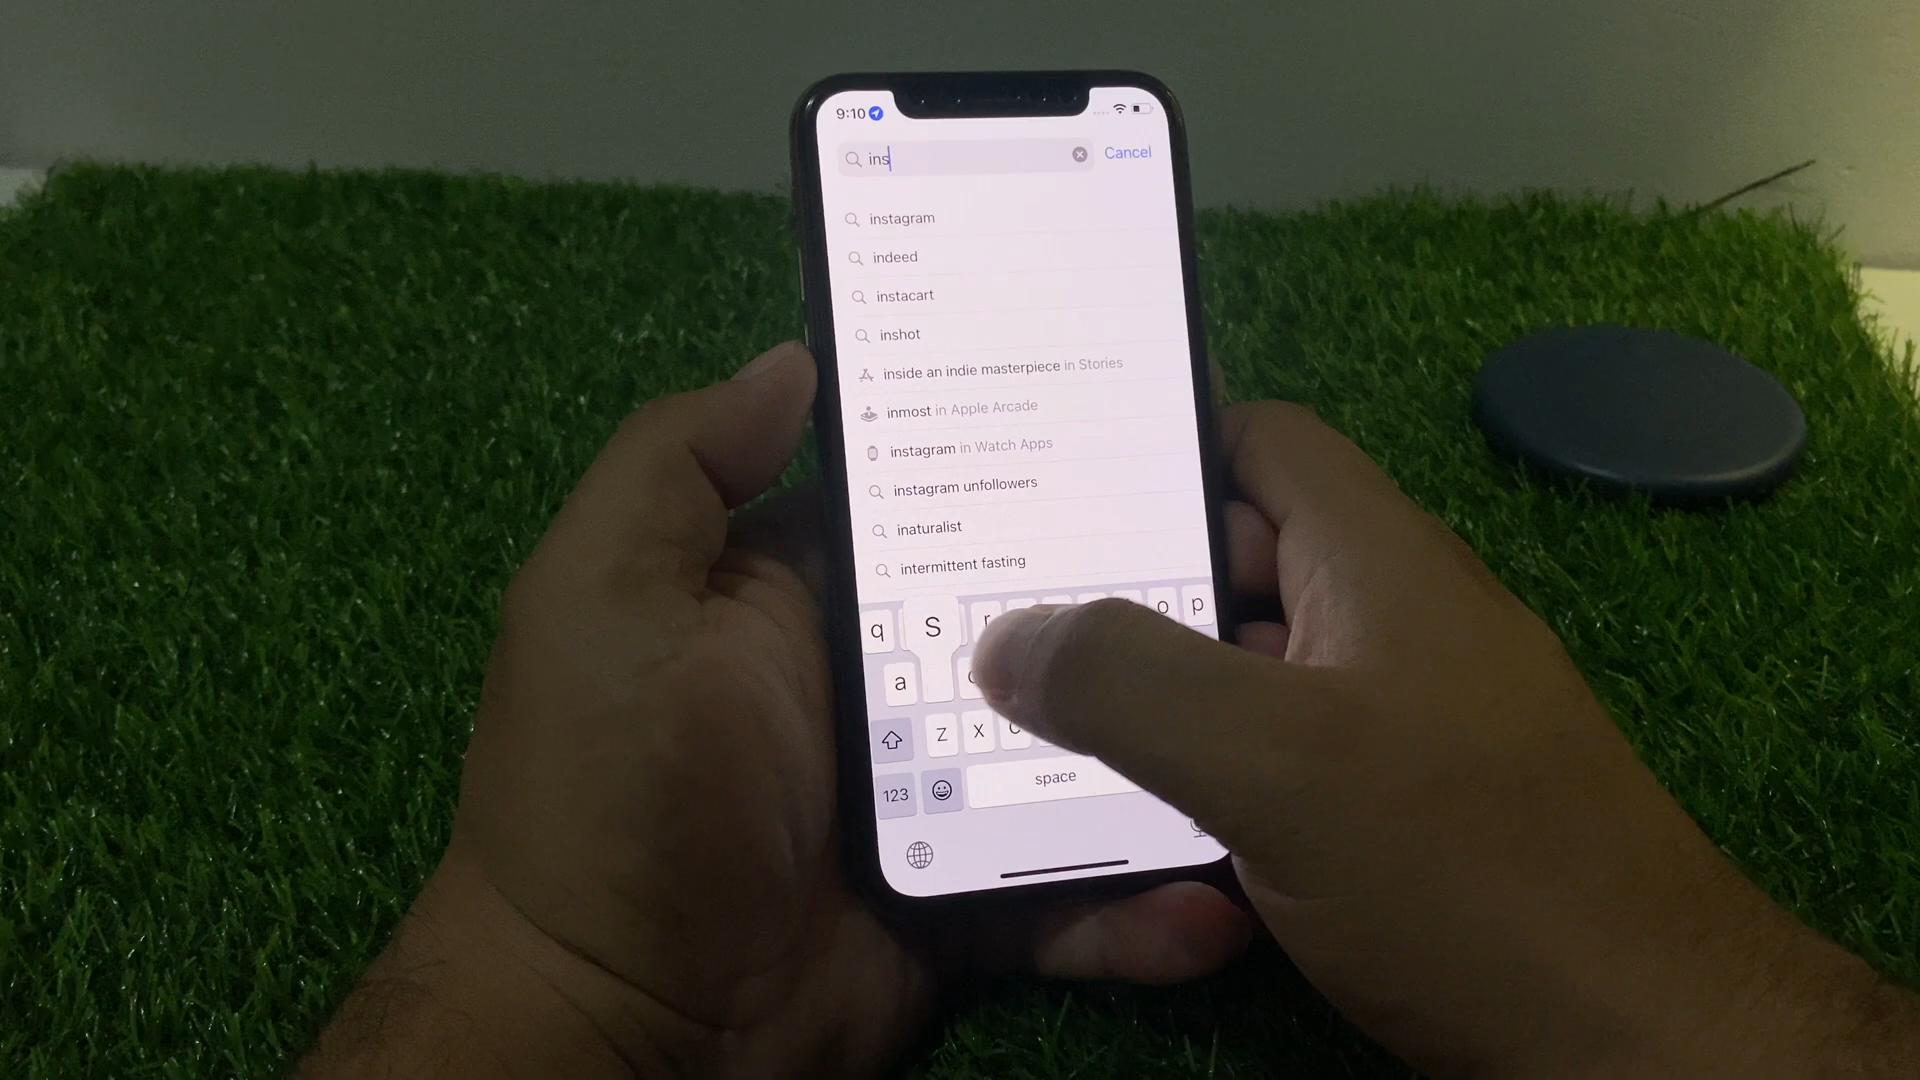 9:10
ins Cancel
instagram
indeed
instacart
inshot
inside an indie masterpiece in Stories
inmost in Apple Arcade
instagram in Watch Apps
instagram unfollowers
inaturalist
intermittent fasting
q S r o p
a
z x c
123 space